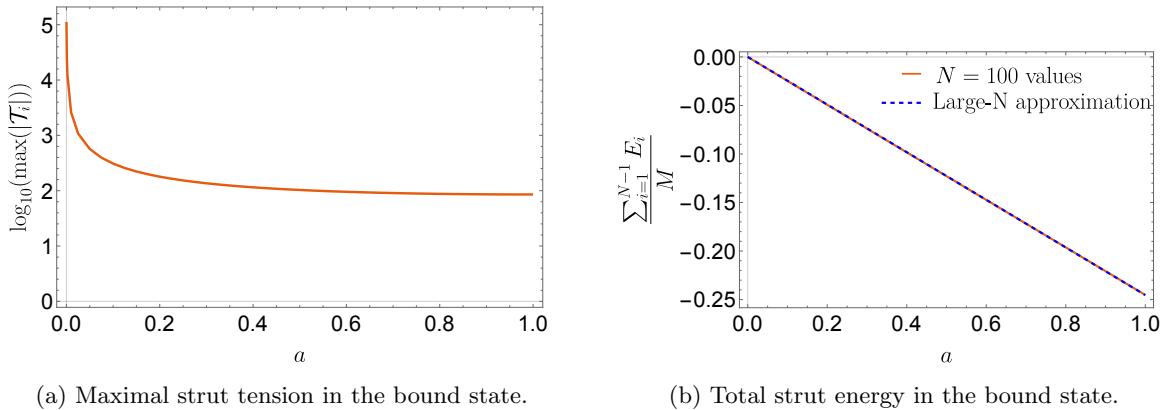 log₁₀(max(|𝒯ᵢ|))
5
4
3
2
1
0
0.0 0.2 0.4 0.6 0.8 1.0
a
(a) Maximal strut tension in the bound state.
∑ᵢ₌₁ᴺ⁻¹ Eᵢ
M
0.00
-0.05
-0.10
-0.15
-0.20
-0.25
N = 100 values
Large-N approximation
0.0 0.2 0.4 0.6 0.8 1.0
a
(b) Total strut energy in the bound state.